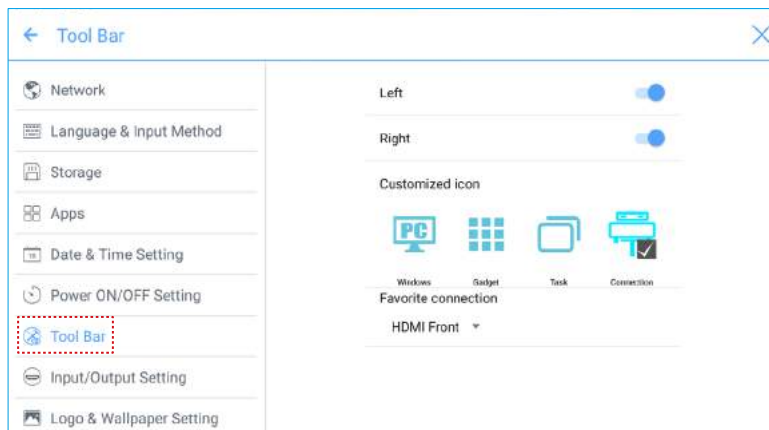 Tool Bar
Network
Language & Input Method
Storage
Apps
Date & Time Setting
Power ON/OFF Setting
Tool Bar
Input/Output Setting
Logo & Wallpaper Setting
Left
Right
Customized icon
PC
Windows Gadget Task Connection
Favorite connection
HDMI Front